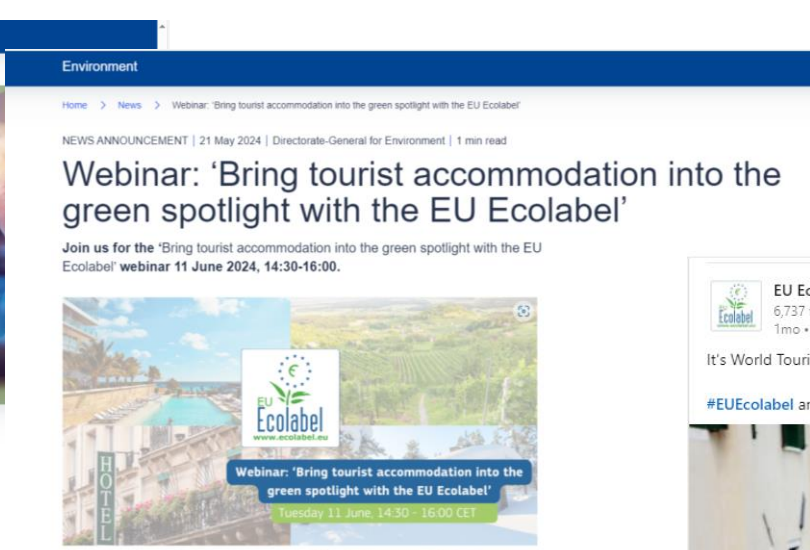 Environment
Home > News > Webinar: 'Bring tourist accommodation into the green spotlight with the EU Ecolabel'
NEWS ANNOUNCEMENT | 21 May 2024 | Directorate-General for Environment | 1 min read
Webinar: ‘Bring tourist accommodation into the
green spotlight with the EU Ecolabel’
Join us for the ‘Bring tourist accommodation into the green spotlight with the EU
Ecolabel' webinar 11 June 2024, 14:30-16:00.
EU
Ecolabel
www.ecolabel.eu
HOTEL
Webinar: ‘Bring tourist accommodation into the
green spotlight with the EU Ecolabel’
Tuesday 11 June, 14:30 - 16:00 CET
Ecolabel
EU Ec
6,737
1mo •
It's World Touri
#EUEcolabel an